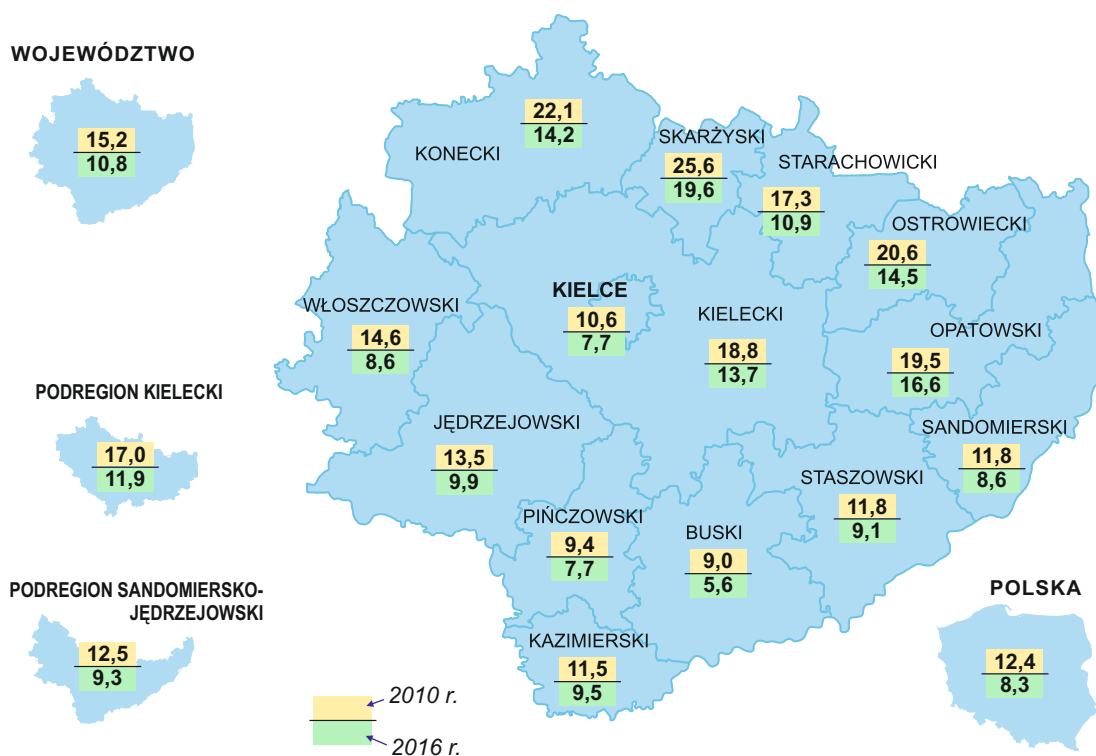 WOJEWÓDZTWO
15,2
10,8
PODREGION KIELECKI
17,0
11,9
PODREGION SANDOMIERSKO-
JĘDRZEJOWSKI
12,5
9,3
KONECKI
22,1
14,2
SKARŻYSKI
25,6
19,6
STARACHOWICKI
17,3
10,9
OSTROWIECKI
20,6
14,5
WŁOSZCZOWSKI
14,6
8,6
KIELCE
10,6
7,7
KIELECKI
18,8
13,7
OPATOWSKI
19,5
16,6
JĘDRZEJOWSKI
13,5
9,9
SANDOMIERSKI
11,8
8,6
STASZOWSKI
11,8
9,1
PIŃCZOWSKI
9,4
7,7
BUSKI
9,0
5,6
KAZIMIERSKI
11,5
9,5
POLSKA
12,4
8,3
2010 r.
2016 r.